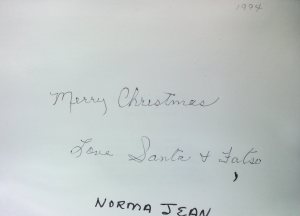 1994
Merry Christmas
Love Santa & Fatso
NORMA JEAN